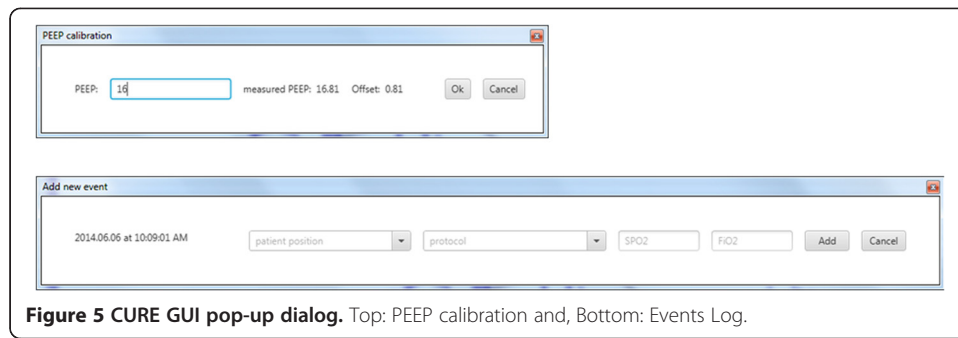 PEEP calibration
PEEP: 16 measured PEEP: 16.81 Offset: 0.81 Ok Cancel
Add new event
2014.06.06 at 10:09:01 AM patient position protocol SPO2 FiO2 Add Cancel
Figure 5 CURE GUI pop-up dialog. Top: PEEP calibration and, Bottom: Events Log.